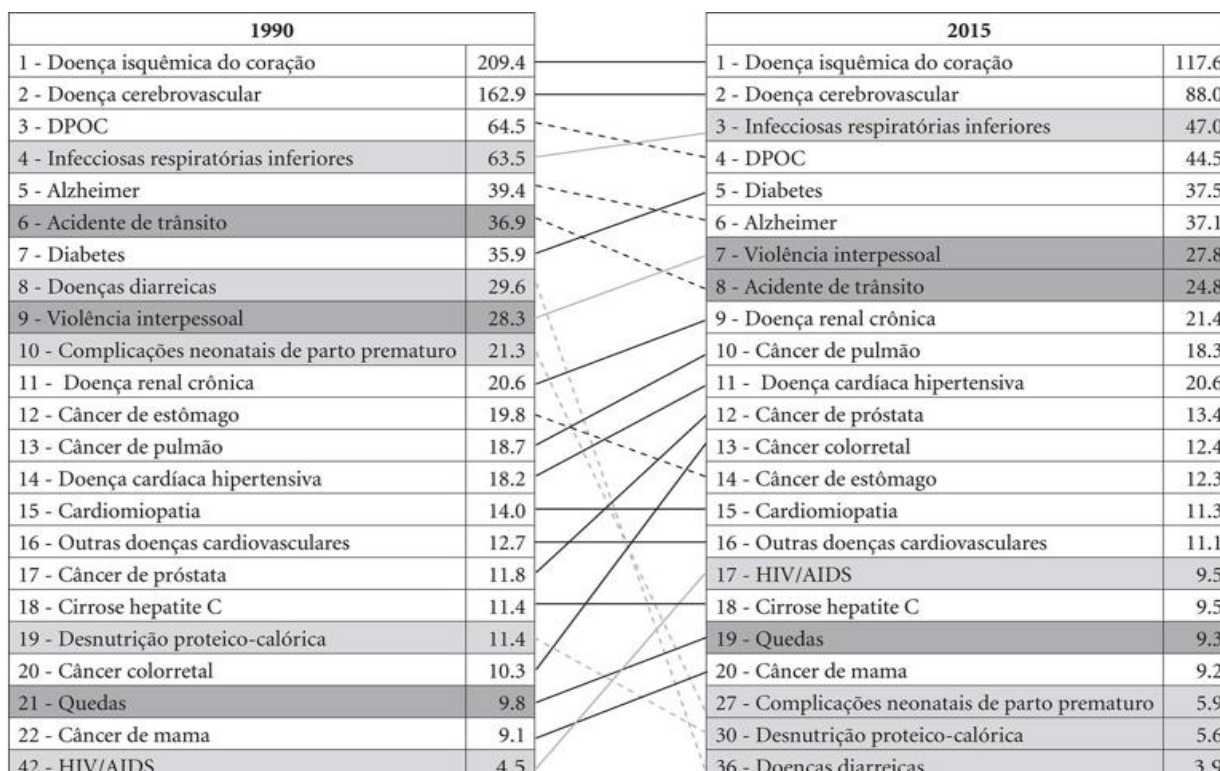 1990
1 - Doença isquêmica do coração 209.4
2 - Doença cerebrovascular 162.9
3 - DPOC 64.5
4 - Infecciosas respiratórias inferiores 63.5
5 - Alzheimer 39.4
6 - Acidente de trânsito 36.9
7 - Diabetes 35.9
8 - Doenças diarreicas 29.6
9 - Violência interpessoal 28.3
10 - Complicações neonatais de parto prematuro 21.3
11 - Doença renal crônica 20.6
12 - Câncer de estômago 19.8
13 - Câncer de pulmão 18.7
14 - Doença cardíaca hipertensiva 18.2
15 - Cardiomiopatia 14.0
16 - Outras doenças cardiovasculares 12.7
17 - Câncer de próstata 11.8
18 - Cirrose hepatite C 11.4
19 - Desnutrição proteico-calórica 11.4
20 - Câncer colorretal 10.3
21 - Quedas 9.8
22 - Câncer de mama 9.1
42 - HIV/AIDS 4.5
2015
1 - Doença isquêmica do coração 117.6
2 - Doença cerebrovascular 88.0
3 - Infecciosas respiratórias inferiores 47.0
4 - DPOC 44.5
5 - Diabetes 37.5
6 - Alzheimer 37.1
7 - Violência interpessoal 27.8
8 - Acidente de trânsito 24.8
9 - Doença renal crônica 21.4
10 - Câncer de pulmão 18.3
11 - Doença cardíaca hipertensiva 20.6
12 - Câncer de próstata 13.4
13 - Câncer colorretal 12.4
14 - Câncer de estômago 12.3
15 - Cardiomiopatia 11.3
16 - Outras doenças cardiovasculares 11.1
17 - HIV/AIDS 9.5
18 - Cirrose hepatite C 9.5
19 - Quedas 9.3
20 - Câncer de mama 9.2
27 - Complicações neonatais de parto prematuro 5.9
30 - Desnutrição proteico-calórica 5.6
36 - Doenças diarreicas 3.9